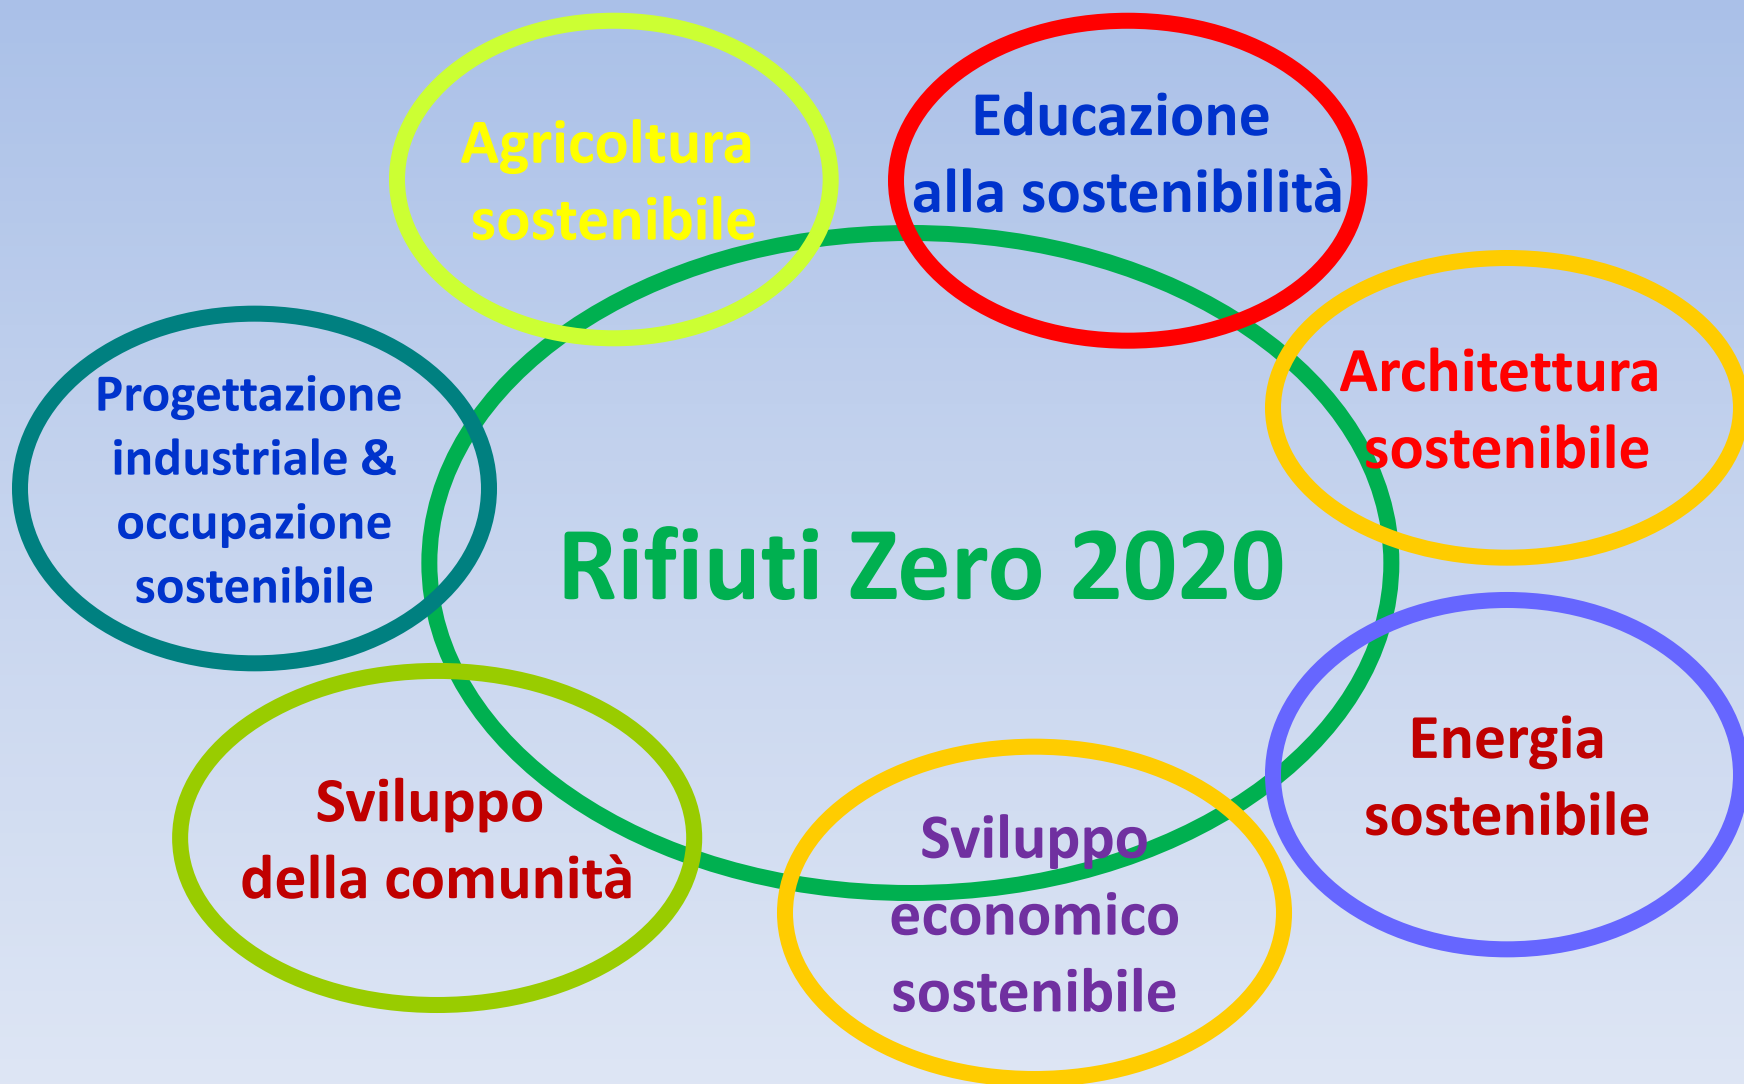 Agricoltura
sostenibile
Educazione
alla sostenibilità
Architettura
sostenibile
Progettazione
industriale &
occupazione
sostenibile
Rifiuti Zero 2020
Energia
sostenibile
Sviluppo
della comunità
Sviluppo
economico
sostenibile